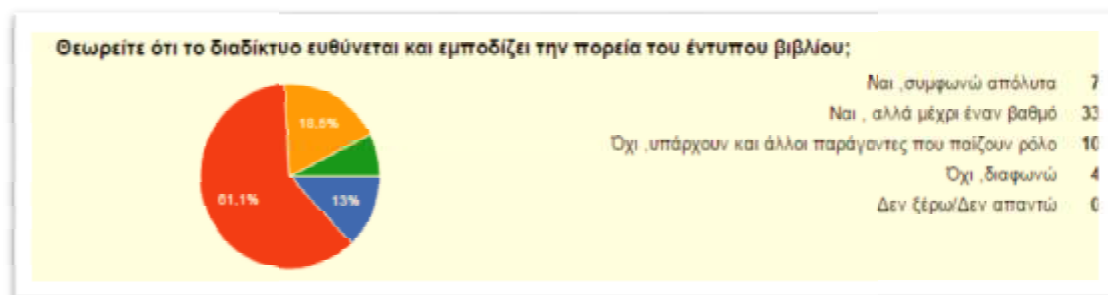 Θεωρείτε ότι το διαδίκτυο ευθύνεται και εμποδίζει την πορεία του έντυπου βιβλίου;
Ναι ,συμφωνώ απόλυτα 7
Ναι , αλλά μέχρι έναν βαθμό 33
Όχι ,υπάρχουν και άλλοι παράγοντες που παίζουν ρόλο 10
Όχι ,διαφωνώ 4
Δεν ξέρω/Δεν απαντώ 0
18,5%
61,1%
13%